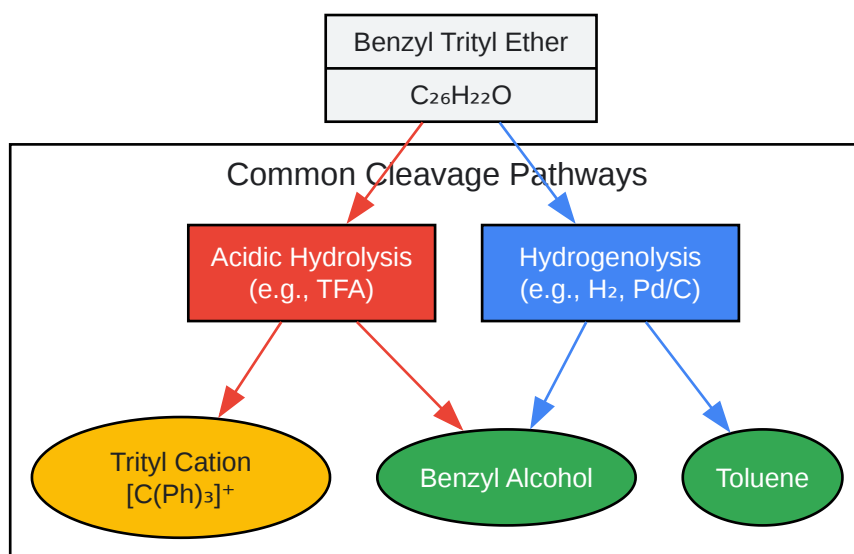 Benzyl Trityl Ether
C₂₆H₂₂O
Common Cleavage Pathways
Acidic Hydrolysis
(e.g., TFA)
Hydrogenolysis
(e.g., H₂, Pd/C)
Trityl Cation
[C(Ph)₃]⁺
Benzyl Alcohol
Toluene